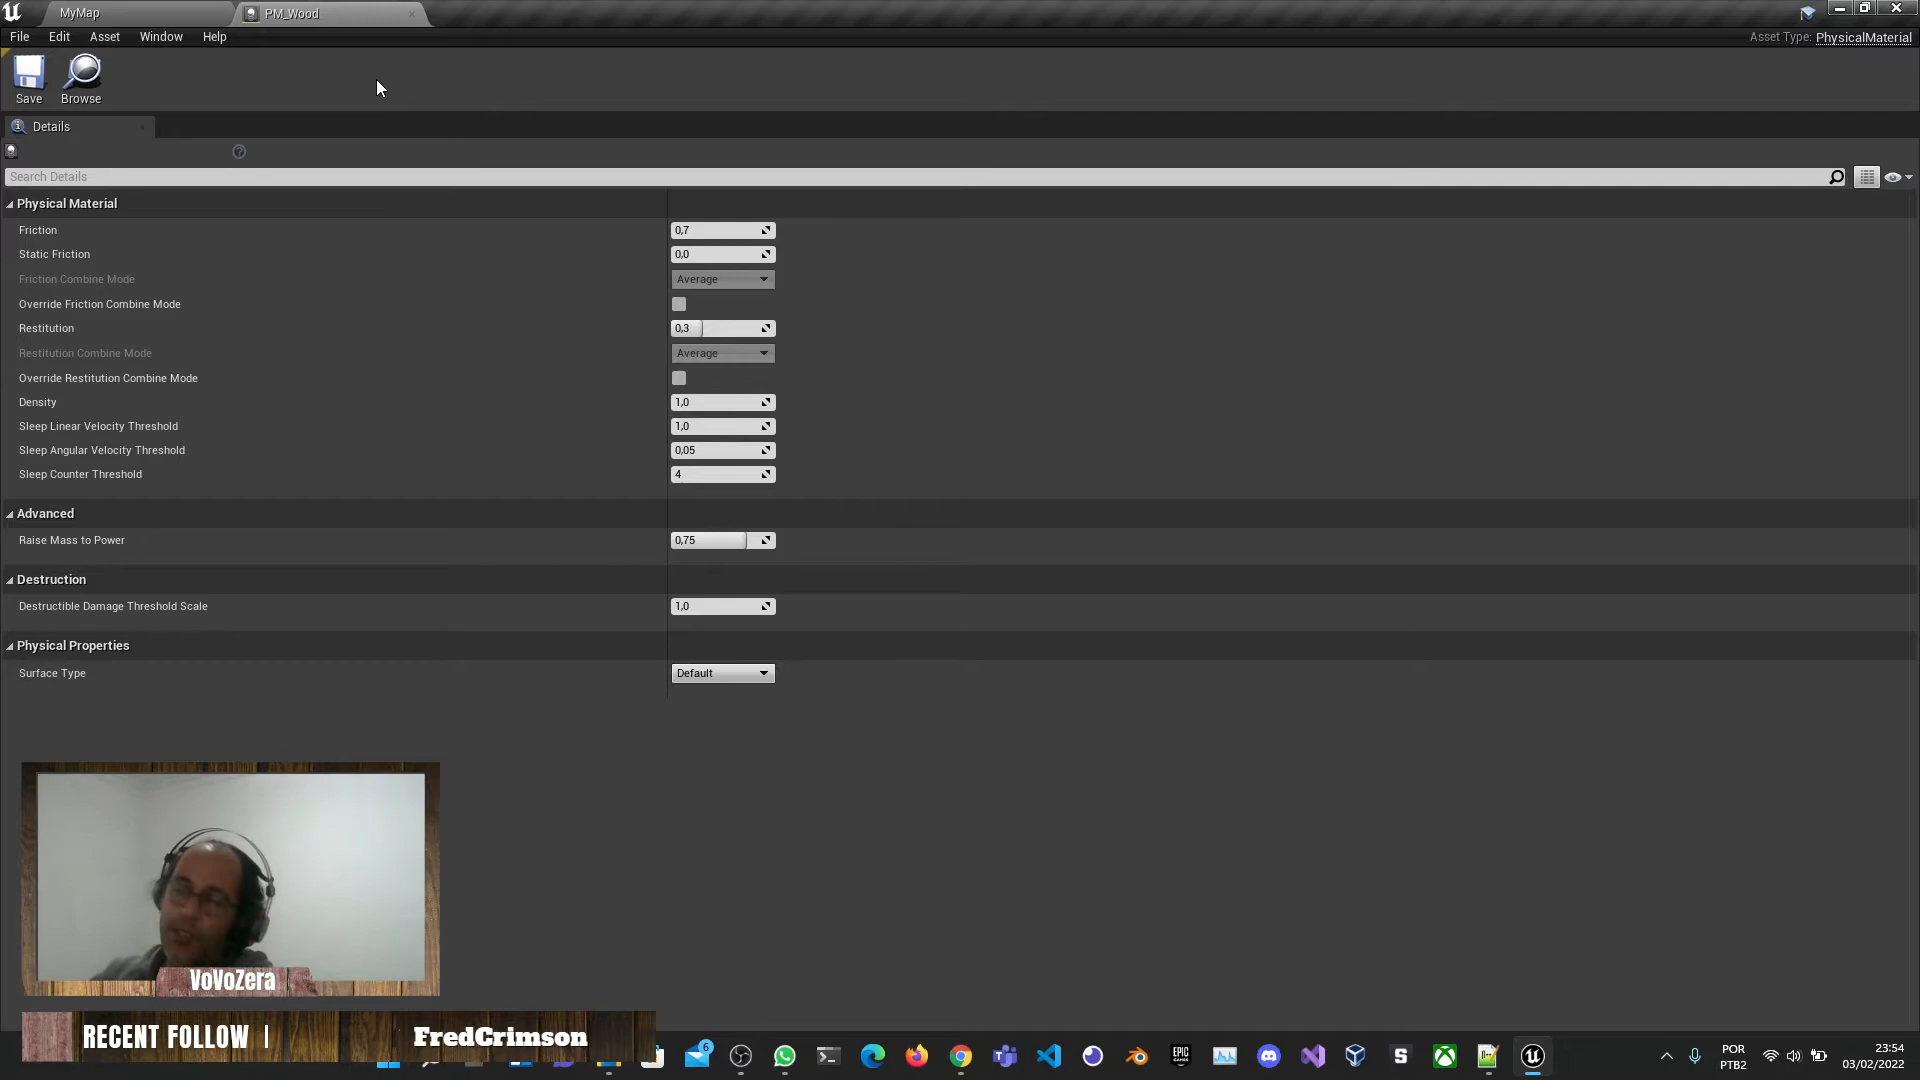 MyMap
PM_Wood
File Edit Asset Window Help
Asset Type: PhysicalMaterial
Save Browse
Details
Search Details
Physical Material
Friction 0,7
Static Friction 0,0
Friction Combine Mode Average
Override Friction Combine Mode
Restitution 0,3
Restitution Combine Mode Average
Override Restitution Combine Mode
Density 1,0
Sleep Linear Velocity Threshold 1,0
Sleep Angular Velocity Threshold 0,05
Sleep Counter Threshold 4
Advanced
Raise Mass to Power 0,75
Destruction
Destructible Damage Threshold Scale 1,0
Physical Properties
Surface Type Default
VoVoZera
RECENT FOLLOW | FredCrimson
6
EPIC GAMES
S
POR
PTB2
23:54
03/02/2022